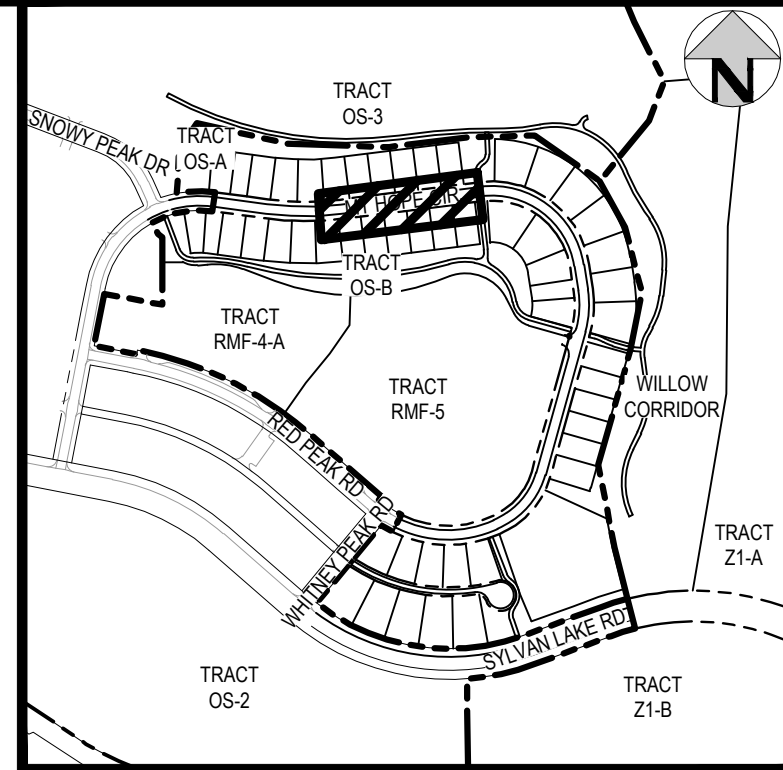 N
TRACT
OS-3
SNOWY PEAK DR
TRACT
OS-A
MT HOPE CIR
TRACT
OS-B
TRACT
RMF-4-A
TRACT
RMF-5
WILLOW
CORRIDOR
RED PEAK RD
WHITNEY PEAK RD
TRACT
Z1-A
SYLVAN LAKE RD
TRACT
OS-2
TRACT
Z1-B